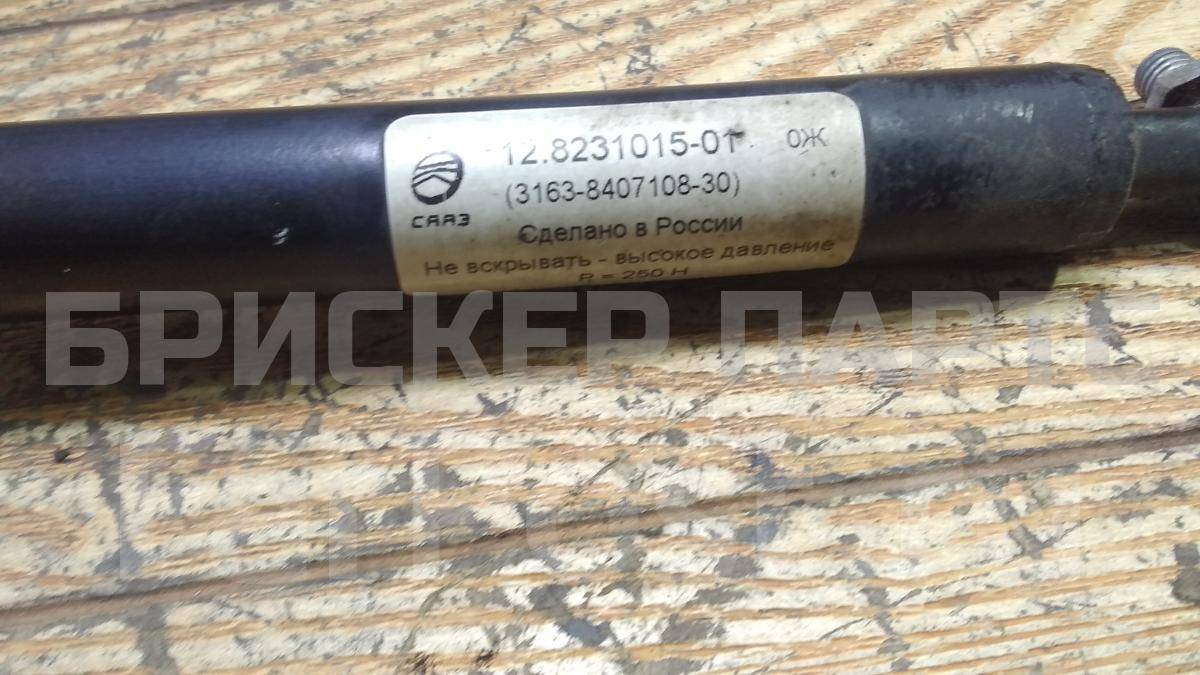 12.8231015-01 ОЖ
(3163-8407108-30)
СААЗ
Сделано в России
Не вскрывать - высокое давление
P = 250 Н
БРИСКЕР ПАРТС